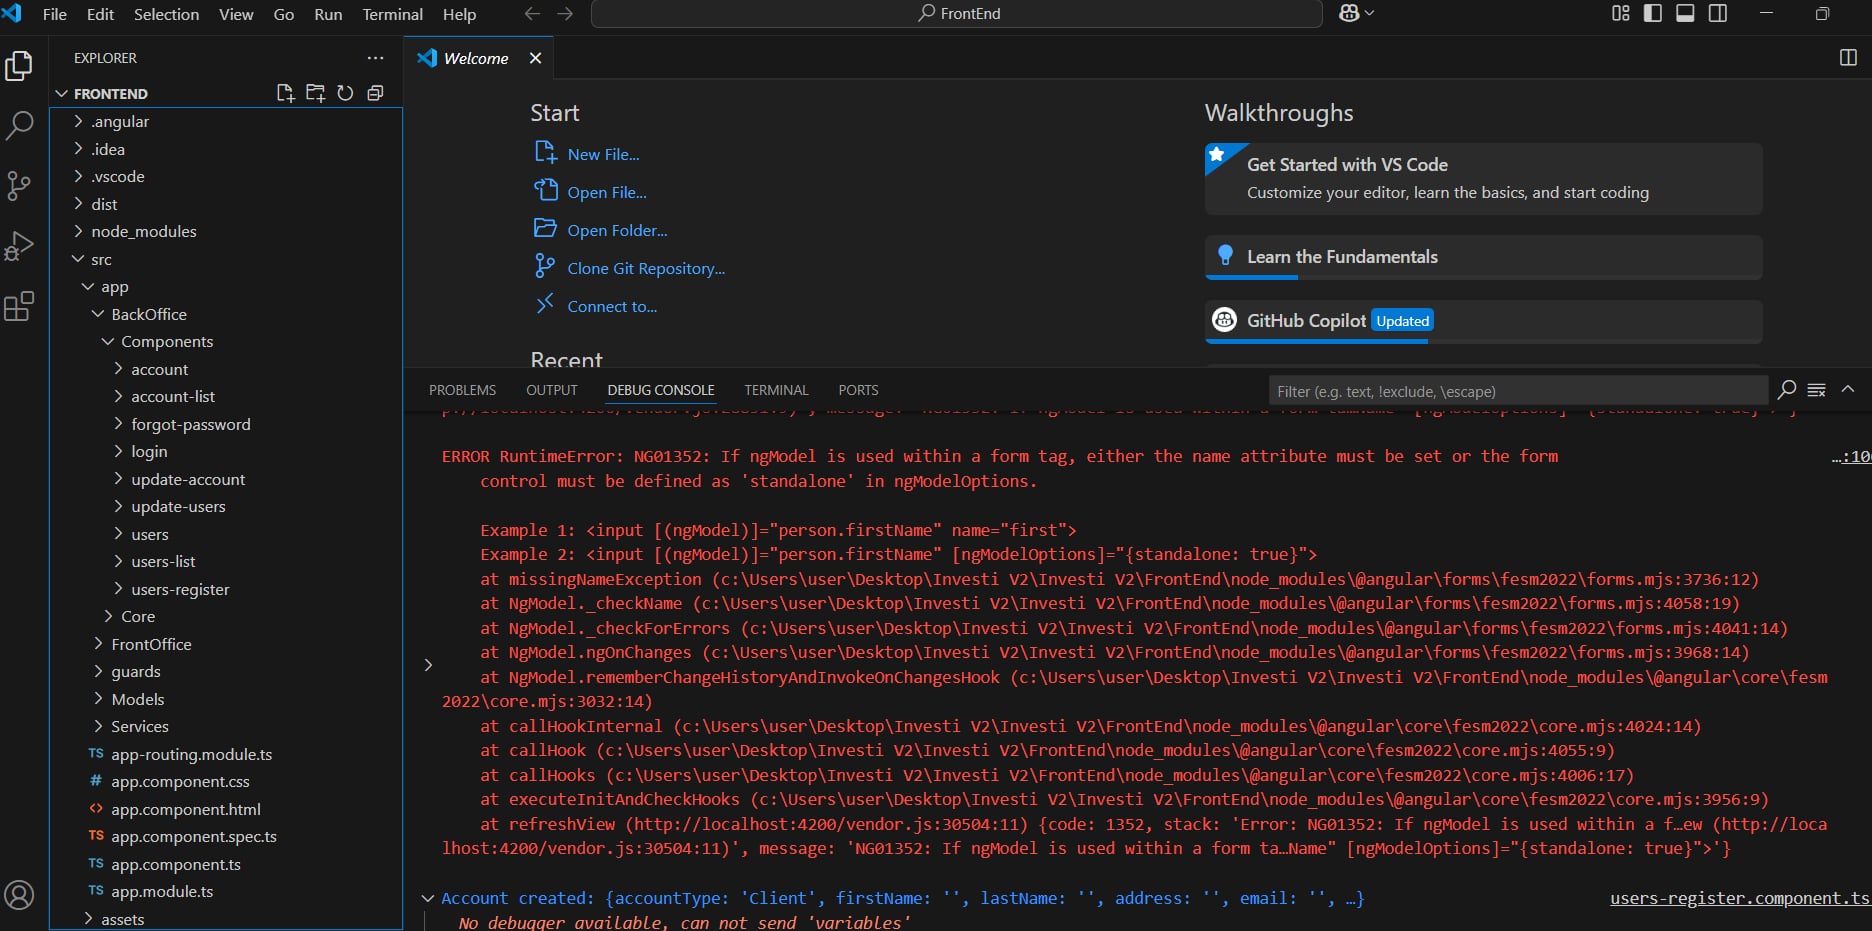 File Edit Selection View Go Run Terminal Help
FrontEnd
EXPLORER
Welcome
FRONTEND
.angular
.idea
.vscode
dist
node_modules
src
app
BackOffice
Components
account
account-list
forgot-password
login
update-account
update-users
users
users-list
users-register
Core
FrontOffice
guards
Models
Services
TS app-routing.module.ts
# app.component.css
<> app.component.html
TS app.component.spec.ts
TS app.component.ts
TS app.module.ts
assets
Start
New File...
Open File...
Open Folder...
Clone Git Repository...
Connect to...
Recent
Walkthroughs
Get Started with VS Code
Customize your editor, learn the basics, and start coding
Learn the Fundamentals
GitHub Copilot Updated
PROBLEMS OUTPUT DEBUG CONSOLE TERMINAL PORTS
Filter (e.g. text, !exclude, \escape)
ERROR RuntimeError: NG01352: If ngModel is used within a form tag, either the name attribute must be set or the form …:100
control must be defined as 'standalone' in ngModelOptions.
Example 1: <input [(ngModel)]="person.firstName" name="first">
Example 2: <input [(ngModel)]="person.firstName" [ngModelOptions]="{standalone: true}">
at missingNameException (c:\Users\user\Desktop\Investi V2\Investi V2\FrontEnd\node_modules\@angular\forms\fesm2022\forms.mjs:3736:12)
at NgModel._checkName (c:\Users\user\Desktop\Investi V2\Investi V2\FrontEnd\node_modules\@angular\forms\fesm2022\forms.mjs:4058:19)
at NgModel._checkForErrors (c:\Users\user\Desktop\Investi V2\Investi V2\FrontEnd\node_modules\@angular\forms\fesm2022\forms.mjs:4041:14)
at NgModel.ngOnChanges (c:\Users\user\Desktop\Investi V2\Investi V2\FrontEnd\node_modules\@angular\forms\fesm2022\forms.mjs:3968:14)
at NgModel.rememberChangeHistoryAndInvokeOnChangesHook (c:\Users\user\Desktop\Investi V2\Investi V2\FrontEnd\node_modules\@angular\core\fesm
2022\core.mjs:3032:14)
at callHookInternal (c:\Users\user\Desktop\Investi V2\Investi V2\FrontEnd\node_modules\@angular\core\fesm2022\core.mjs:4024:14)
at callHook (c:\Users\user\Desktop\Investi V2\Investi V2\FrontEnd\node_modules\@angular\core\fesm2022\core.mjs:4055:9)
at callHooks (c:\Users\user\Desktop\Investi V2\Investi V2\FrontEnd\node_modules\@angular\core\fesm2022\core.mjs:4006:17)
at executeInitAndCheckHooks (c:\Users\user\Desktop\Investi V2\Investi V2\FrontEnd\node_modules\@angular\core\fesm2022\core.mjs:3956:9)
at refreshView (http://localhost:4200/vendor.js:30504:11) {code: 1352, stack: 'Error: NG01352: If ngModel is used within a f…ew (http://loca
lhost:4200/vendor.js:30504:11)', message: 'NG01352: If ngModel is used within a form ta…Name" [ngModelOptions]="{standalone: true}">'}
Account created: {accountType: 'Client', firstName: '', lastName: '', address: '', email: '', …} users-register.component.ts
No debugger available, can not send 'variables'